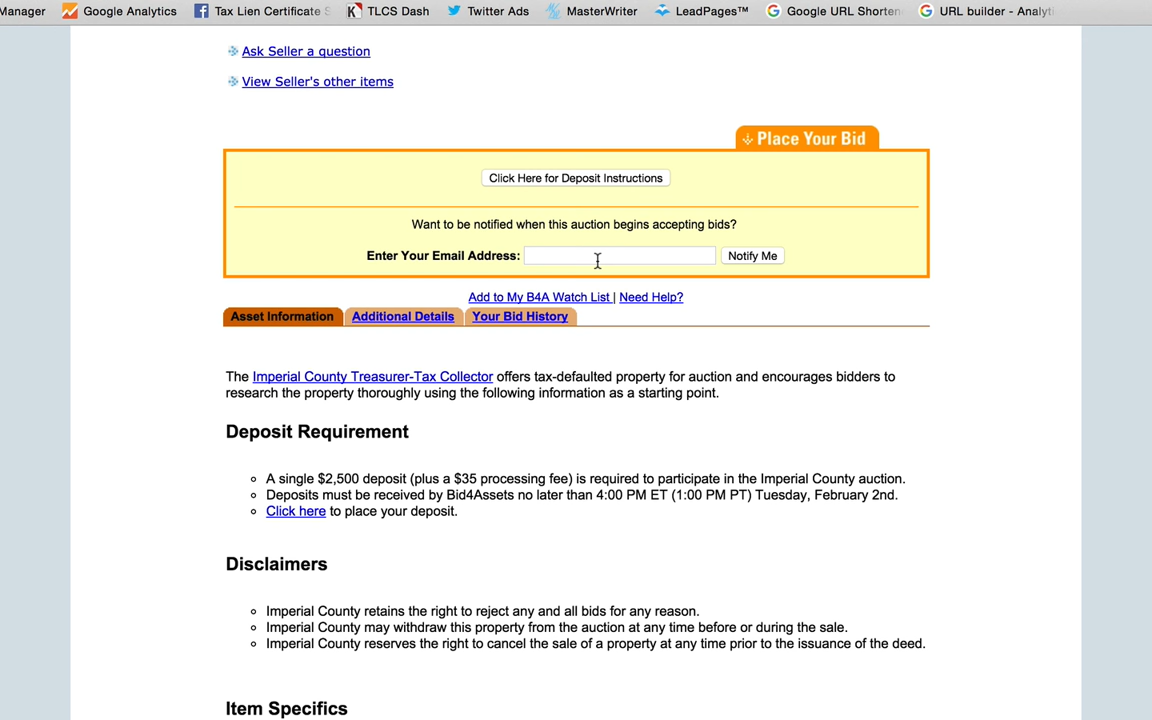 Manager Google Analytics Tax Lien Certificate S TLCS Dash Twitter Ads MasterWriter LeadPages™ Google URL Shorten URL builder - Analyti
Ask Seller a question
View Seller's other items
Place Your Bid
Click Here for Deposit Instructions
Want to be notified when this auction begins accepting bids?
Enter Your Email Address: Notify Me
Add to My B4A Watch List | Need Help?
Asset Information Additional Details Your Bid History
The Imperial County Treasurer-Tax Collector offers tax-defaulted property for auction and encourages bidders to
research the property thoroughly using the following information as a starting point.
Deposit Requirement
A single $2,500 deposit (plus a $35 processing fee) is required to participate in the Imperial County auction.
Deposits must be received by Bid4Assets no later than 4:00 PM ET (1:00 PM PT) Tuesday, February 2nd.
Click here to place your deposit.
Disclaimers
Imperial County retains the right to reject any and all bids for any reason.
Imperial County may withdraw this property from the auction at any time before or during the sale.
Imperial County reserves the right to cancel the sale of a property at any time prior to the issuance of the deed.
Item Specifics